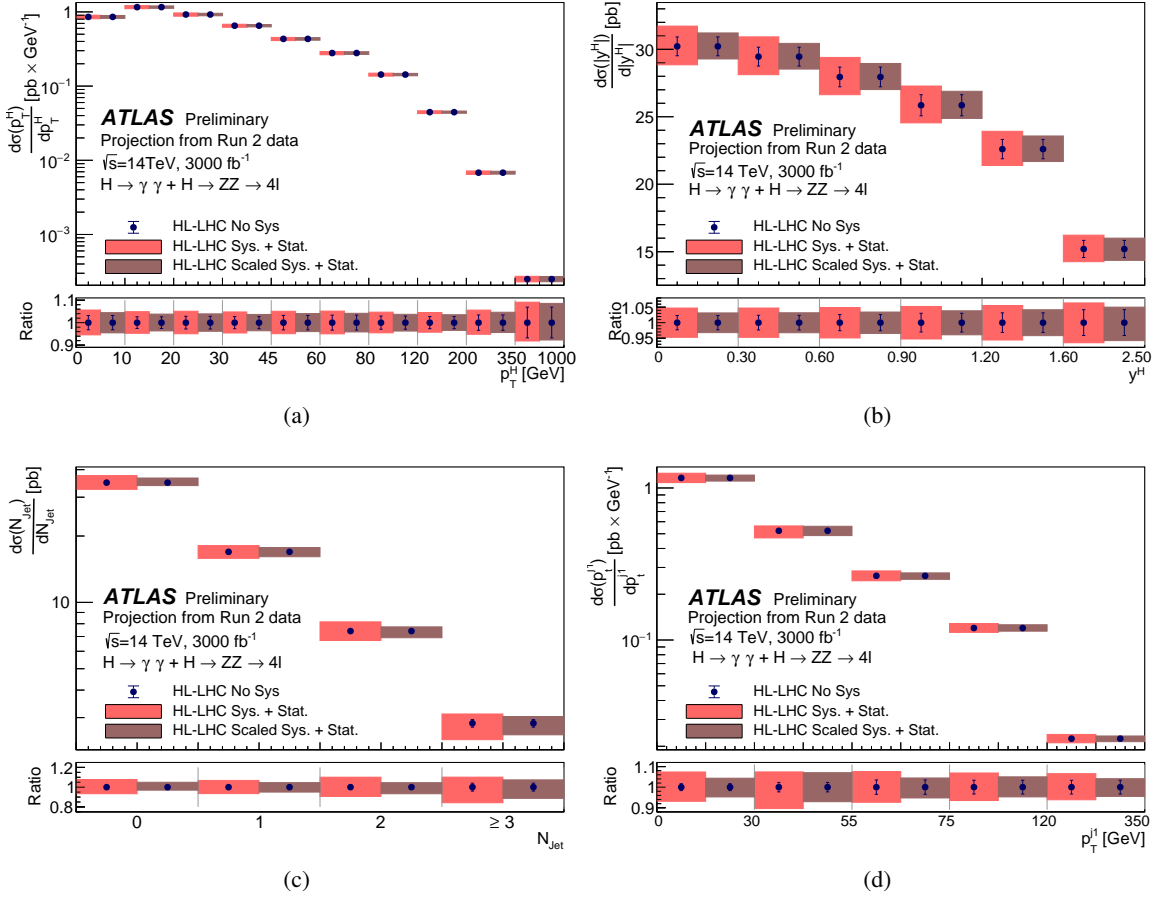 dσ(p_T^H)
dp_T^H
[pb × GeV⁻¹]
1
10⁻¹
10⁻²
10⁻³
ATLAS Preliminary
Projection from Run 2 data
√s=14TeV, 3000 fb⁻¹
H → γ γ + H → ZZ → 4l
HL-LHC No Sys
HL-LHC Sys. + Stat.
HL-LHC Scaled Sys. + Stat.
Ratio
1.1
1
0.9
0 10 20 30 45 60 80 120 200 350 1000
p_T^H [GeV]
(a)
dσ(|y^H|)
d|y^H|
[pb]
30
26
22
18
15
ATLAS Preliminary
Projection from Run 2 data
√s=14 TeV, 3000 fb⁻¹
H → γ γ + H → ZZ → 4l
HL-LHC No Sys
HL-LHC Sys. + Stat.
HL-LHC Scaled Sys. + Stat.
Ratio
1.05
1
0.95
0 0.30 0.60 0.90 1.20 1.60 2.50
y^H
(b)
dσ(N_Jet)
dN_Jet
[pb]
10
ATLAS Preliminary
Projection from Run 2 data
√s=14 TeV, 3000 fb⁻¹
H → γ γ + H → ZZ → 4l
HL-LHC No Sys
HL-LHC Sys. + Stat.
HL-LHC Scaled Sys. + Stat.
Ratio
1.2
1
0.8
0 1 2 ≥ 3
N_Jet
(c)
dσ(p_t^j1)
dp_t^j1
[pb × GeV⁻¹]
1
10⁻¹
ATLAS Preliminary
Projection from Run 2 data
√s=14 TeV, 3000 fb⁻¹
H → γ γ + H → ZZ → 4l
HL-LHC No Sys
HL-LHC Sys. + Stat.
HL-LHC Scaled Sys. + Stat.
Ratio
1.1
1
0.9
0 30 55 75 120 350
p_T^j1 [GeV]
(d)